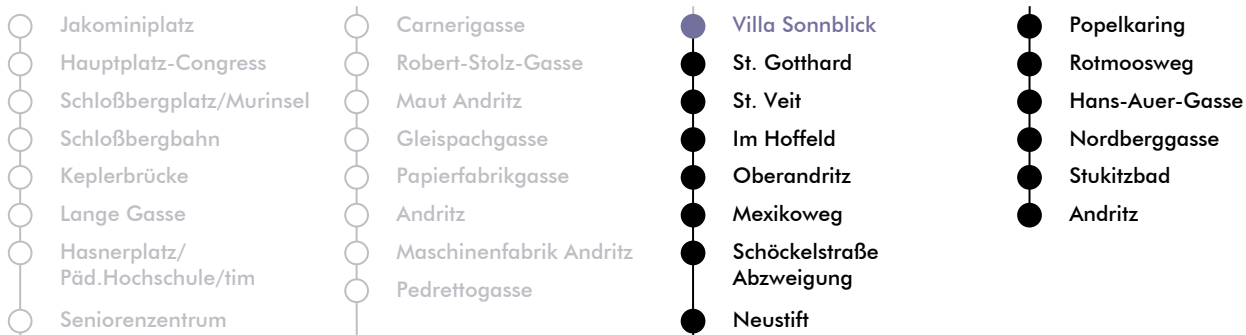 Jakominiplatz
Hauptplatz-Congress
Schloßbergplatz/Murinsel
Schloßbergbahn
Keplerbrücke
Lange Gasse
Hasnerplatz/
Päd.Hochschule/tim
Seniorenzentrum
Carnerigasse
Robert-Stolz-Gasse
Maut Andritz
Gleispachgasse
Papierfabrikgasse
Andritz
Maschinenfabrik Andritz
Pedrettogasse
Villa Sonnblick
St. Gotthard
St. Veit
Im Hoffeld
Oberandritz
Mexikoweg
Schöckelstraße
Abzweigung
Neustift
Popelkaring
Rotmoosweg
Hans-Auer-Gasse
Nordberggasse
Stukitzbad
Andritz